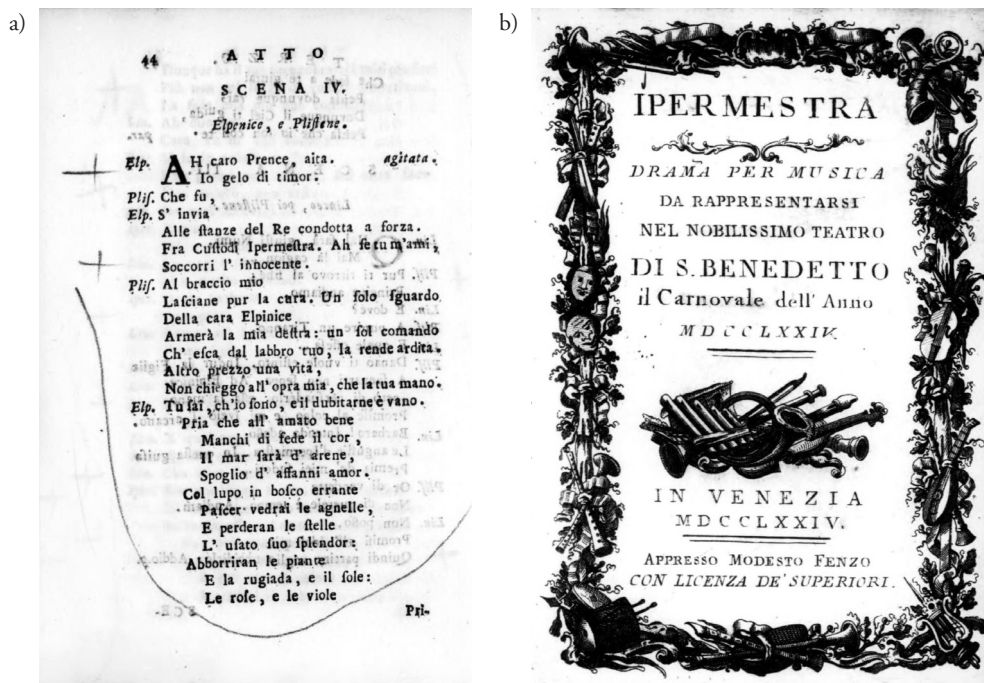 a)
44
ATTO
SCENA IV.
Elpenice, e Plistene.
Elp. AH caro Prence, aita. agitata.
Io gelo di timor.
Plis. Che fu,
Elp. S' invia
Alle stanze del Re condotta a forza.
Fra Custodi Ipermestra. Ah se tu m'ami,
Soccorri l' innocente.
Plis. Al braccio mio
Lasciane pur la cura. Un solo sguardo
Della cara Elpinice
Armerà la mia destra: un sol comando
Ch' esca dal labbro tuo, la rende ardita.
Altro prezzo una vita,
Non chieggo all' opra mia, che la tua mano.
Elp. Tu sai, ch'io sono, e il dubitarne è vano.
Pria che all' amato bene
Manchi di fede il cor,
Il mar sarà d' arene,
Spoglio d' affanni amor.
Col lupo in bosco errante
Pascer vedrai le agnelle,
E perderan le stelle
L' usato suo splendor:
Abborriran le piante
E la rugiada, e il sole:
Le rose, e le viole
Pri-
b)
IPERMESTRA
DRAMA PER MUSICA
DA RAPPRESENTARSI
NEL NOBILISSIMO TEATRO
DI S. BENEDETTO
il Carnovale dell' Anno
MDCCLXXIV.
IN VENEZIA
MDCCLXXIV.
APPRESSO MODESTO FENZO
CON LICENZA DE' SUPERIORI.